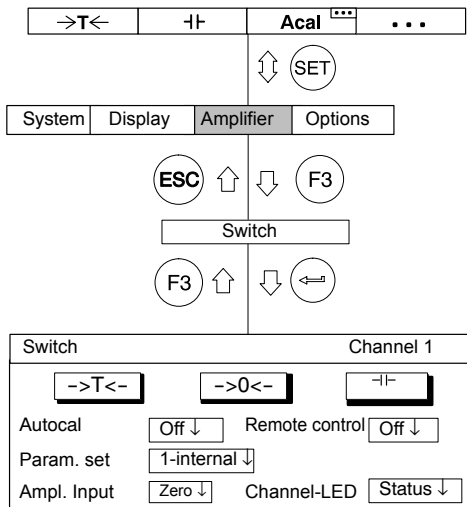 →T← ⊣⊢ Acal ... ...
SET
System Display Amplifier Options
ESC F3
Switch
F3
Switch Channel 1
–>T<– –>0<– ⊣⊢
Autocal Off ↓ Remote control Off ↓
Param. set 1-internal ↓
Ampl. Input Zero ↓ Channel-LED Status ↓